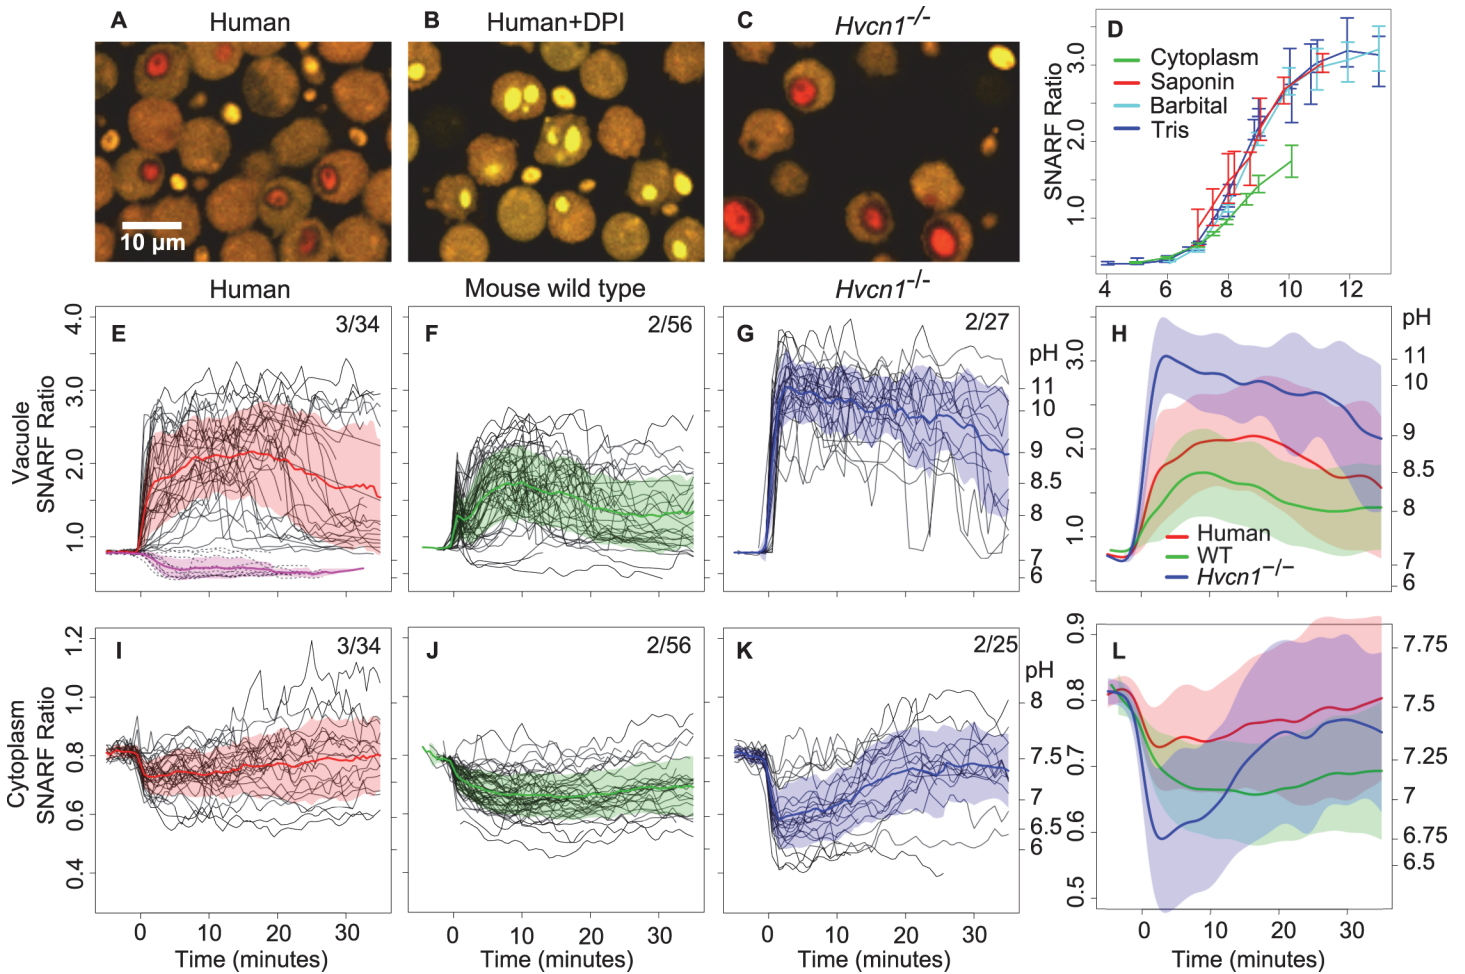 A Human
B Human+DPI
C Hvcn1-/-
10 µm
D
Cytoplasm
Saponin
Barbital
Tris
SNARF Ratio
3.0
2.0
1.0
4 6 8 10 12
Human
Mouse wild type
Hvcn1-/-
Vacuole
SNARF Ratio
4.0
3.0
2.0
1.0
E 3/34
F 2/56
G 2/27
pH
11
10
9
8.5
8
7
6
H
3.0
2.0
1.0
Human
WT
Hvcn1-/-
pH
11
10
9
8.5
8
7
6
Cytoplasm
SNARF Ratio
1.2
1.0
0.8
0.6
0.4
I 3/34
J 2/56
K 2/25
pH
8
7.5
7
6.5
6
L
0.9
0.8
0.7
0.6
0.5
7.75
7.5
7.25
7
6.75
6.5
0 10 20 30
Time (minutes)
0 10 20 30
Time (minutes)
0 10 20 30
Time (minutes)
0 10 20 30
Time (minutes)